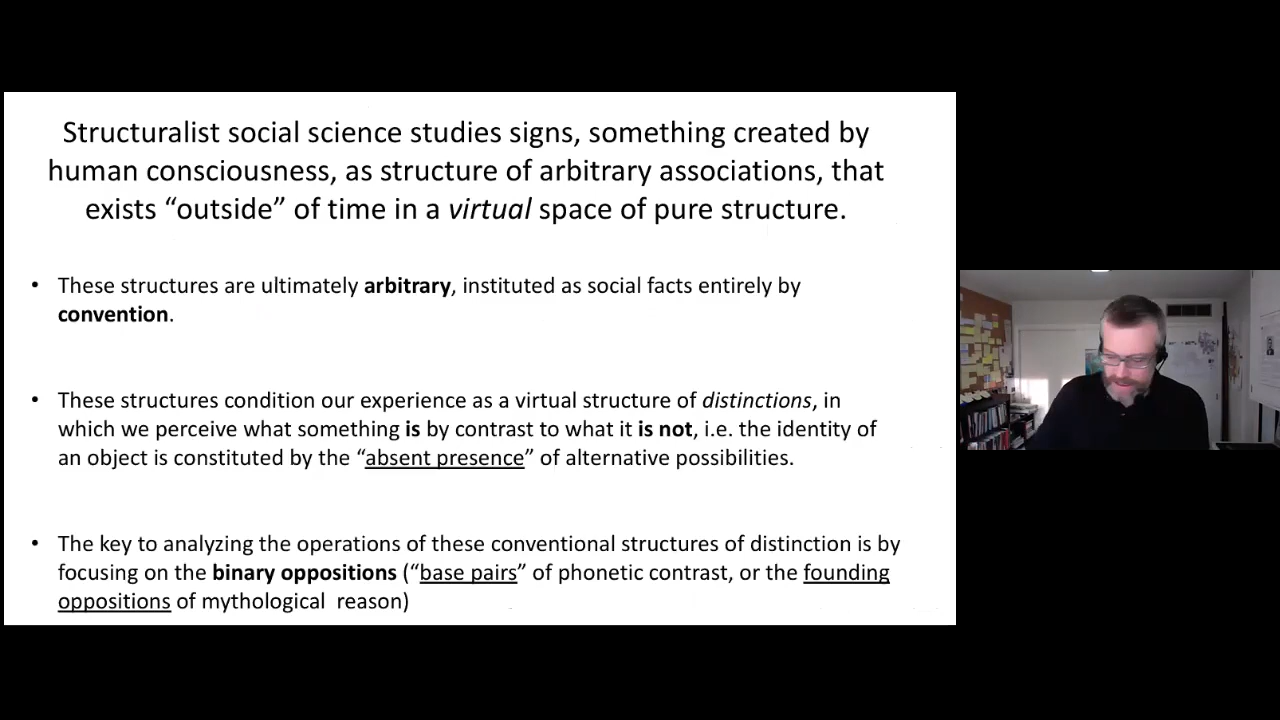 Structuralist social science studies signs, something created by
human consciousness, as structure of arbitrary associations, that
exists “outside” of time in a virtual space of pure structure.
• These structures are ultimately arbitrary, instituted as social facts entirely by
convention.
• These structures condition our experience as a virtual structure of distinctions, in
which we perceive what something is by contrast to what it is not, i.e. the identity of
an object is constituted by the “absent presence” of alternative possibilities.
• The key to analyzing the operations of these conventional structures of distinction is by
focusing on the binary oppositions (“base pairs” of phonetic contrast, or the founding
oppositions of mythological reason)